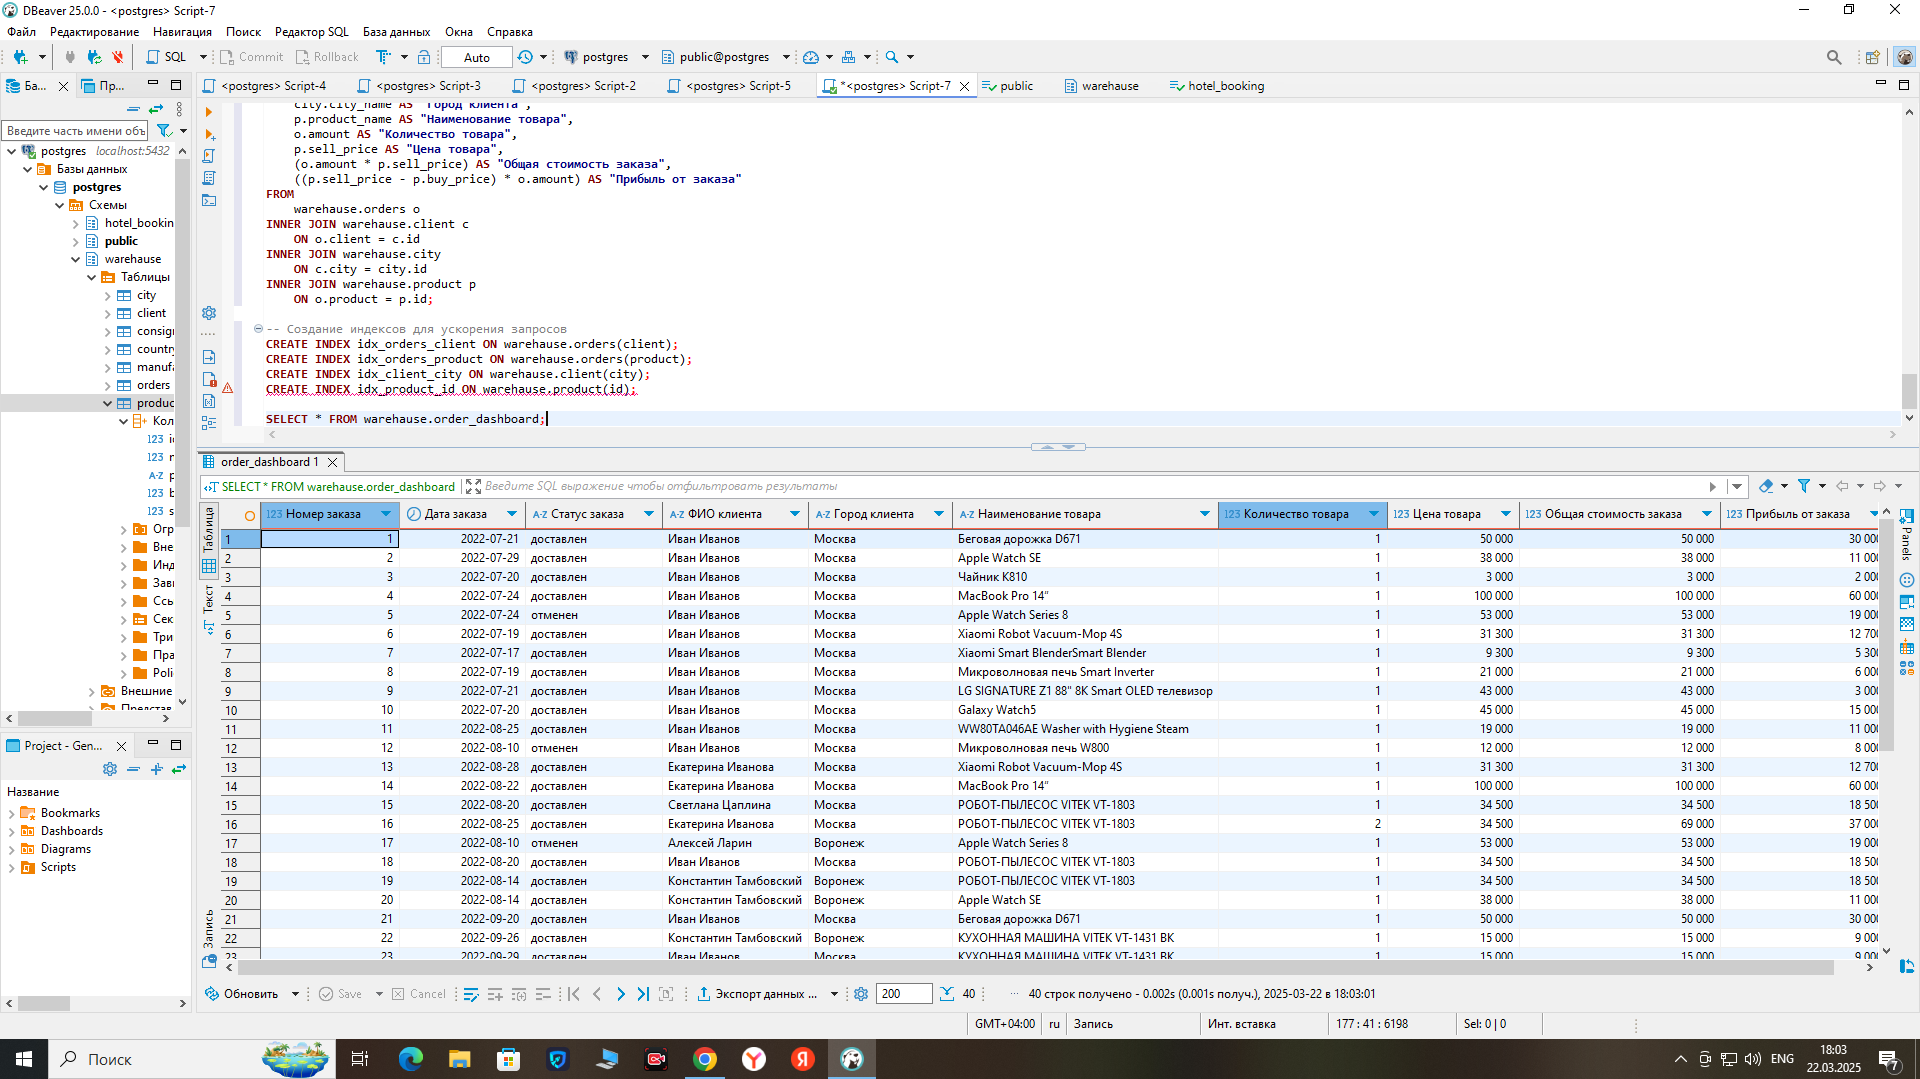 DBeaver 25.0.0 - <postgres> Script-7
Файл Редактирование Навигация Поиск Редактор SQL База данных Окна Справка
SQL Commit Rollback Auto postgres public@postgres
Ба... Пр...
<postgres> Script-4 <postgres> Script-3 <postgres> Script-2 <postgres> Script-5 *<postgres> Script-7 public warehause hotel_booking
Введите часть имени объ
postgres localhost:5432
Базы данных
postgres
Схемы
hotel_bookin
public
warehause
Таблицы
city
client
consign
country
manufa
orders
produc
Кол
A-Z p
123 b
123 s
Огр
Вне
Инд
Зави
Ссы
Сек
Три
Пра
Poli
Внешние
Представ
city.city_name AS "Город клиента",
p.product_name AS "Наименование товара",
o.amount AS "Количество товара",
p.sell_price AS "Цена товара",
(o.amount * p.sell_price) AS "Общая стоимость заказа",
((p.sell_price - p.buy_price) * o.amount) AS "Прибыль от заказа"
FROM
warehause.orders o
INNER JOIN warehause.client c
ON o.client = c.id
INNER JOIN warehause.city
ON c.city = city.id
INNER JOIN warehause.product p
ON o.product = p.id;
-- Создание индексов для ускорения запросов
CREATE INDEX idx_orders_client ON warehause.orders(client);
CREATE INDEX idx_orders_product ON warehause.orders(product);
CREATE INDEX idx_client_city ON warehause.client(city);
CREATE INDEX idx_product_id ON warehause.product(id);
SELECT * FROM warehause.order_dashboard;
order_dashboard 1
SELECT * FROM warehause.order_dashboard Введите SQL выражение чтобы отфильтровать результаты
Таблица
Текст
Запись
Panels
123 Номер заказа Дата заказа A-Z Статус заказа A-Z ФИО клиента A-Z Город клиента A-Z Наименование товара 123 Количество товара 123 Цена товара 123 Общая стоимость заказа 123 Прибыль от заказа
1 1 2022-07-21 доставлен Иван Иванов Москва Беговая дорожка D671 1 50 000 50 000 30 000
2 2 2022-07-29 доставлен Иван Иванов Москва Apple Watch SE 1 38 000 38 000 11 000
3 3 2022-07-20 доставлен Иван Иванов Москва Чайник K810 1 3 000 3 000 2 000
4 4 2022-07-24 доставлен Иван Иванов Москва MacBook Pro 14" 1 100 000 100 000 60 000
5 5 2022-07-24 отменен Иван Иванов Москва Apple Watch Series 8 1 53 000 53 000 19 000
6 6 2022-07-19 доставлен Иван Иванов Москва Xiaomi Robot Vacuum-Mop 4S 1 31 300 31 300 12 700
7 7 2022-07-17 доставлен Иван Иванов Москва Xiaomi Smart BlenderSmart Blender 1 9 300 9 300 5 300
8 8 2022-07-19 доставлен Иван Иванов Москва Микроволновая печь Smart Inverter 1 21 000 21 000 6 000
9 9 2022-07-21 доставлен Иван Иванов Москва LG SIGNATURE Z1 88" 8K Smart OLED телевизор 1 43 000 43 000 3 000
10 10 2022-07-20 доставлен Иван Иванов Москва Galaxy Watch5 1 45 000 45 000 15 000
11 11 2022-08-25 доставлен Иван Иванов Москва WW80TA046AE Washer with Hygiene Steam 1 19 000 19 000 11 000
12 12 2022-08-10 отменен Иван Иванов Москва Микроволновая печь W800 1 12 000 12 000 8 000
13 13 2022-08-28 доставлен Екатерина Иванова Москва Xiaomi Robot Vacuum-Mop 4S 1 31 300 31 300 12 700
14 14 2022-08-22 доставлен Екатерина Иванова Москва MacBook Pro 14" 1 100 000 100 000 60 000
15 15 2022-08-20 доставлен Светлана Цаплина Москва РОБОТ-ПЫЛЕСОС VITEK VT-1803 1 34 500 34 500 18 500
16 16 2022-08-25 доставлен Екатерина Иванова Москва РОБОТ-ПЫЛЕСОС VITEK VT-1803 2 34 500 69 000 37 000
17 17 2022-08-10 отменен Алексей Ларин Воронеж Apple Watch Series 8 1 53 000 53 000 19 000
18 18 2022-08-20 доставлен Иван Иванов Москва РОБОТ-ПЫЛЕСОС VITEK VT-1803 1 34 500 34 500 18 500
19 19 2022-08-14 доставлен Константин Тамбовский Воронеж РОБОТ-ПЫЛЕСОС VITEK VT-1803 1 34 500 34 500 18 500
20 20 2022-08-14 доставлен Константин Тамбовский Воронеж Apple Watch SE 1 38 000 38 000 11 000
21 21 2022-09-20 доставлен Иван Иванов Москва Беговая дорожка D671 1 50 000 50 000 30 000
22 22 2022-09-26 доставлен Константин Тамбовский Воронеж КУХОННАЯ МАШИНА VITEK VT-1431 BK 1 15 000 15 000 9 000
23 23 2022-09-29 доставлен Иван Иванов Москва КУХОННАЯ МАШИНА VITEK VT-1431 BK 1 15 000 15 000 9 000
Project - Gen...
Название
Bookmarks
Dashboards
Diagrams
Scripts
Обновить Save Cancel Экспорт данных ... 200 40 40 строк получено - 0.002s (0.001s получ.), 2025-03-22 в 18:03:01
GMT+04:00 ru Запись Инт. вставка 177 : 41 : 6198 Sel: 0 | 0
Поиск ENG 18:03
22.03.2025
7